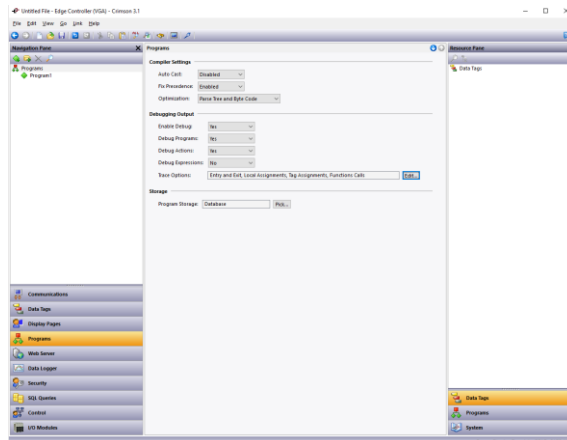 Untitled File - Edge Controller (VGA) - Crimson 3.1
File Edit View Go Link Help
Navigation Pane
Programs
Program1
Communications
Data Tags
Display Pages
Programs
Web Server
Data Logger
Security
SQL Queries
Control
I/O Modules
Programs
Compiler Settings
Auto Cast: Disabled
Fix Precedence: Enabled
Optimization: Parse Tree and Byte Code
Debugging Output
Enable Debug: Yes
Debug Programs: Yes
Debug Actions: Yes
Debug Expressions: No
Trace Options: Entry and Exit, Local Assignments, Tag Assignments, Functions Calls Edit...
Storage
Program Storage: Database Pick...
Resource Pane
Data Tags
Data Tags
Programs
System